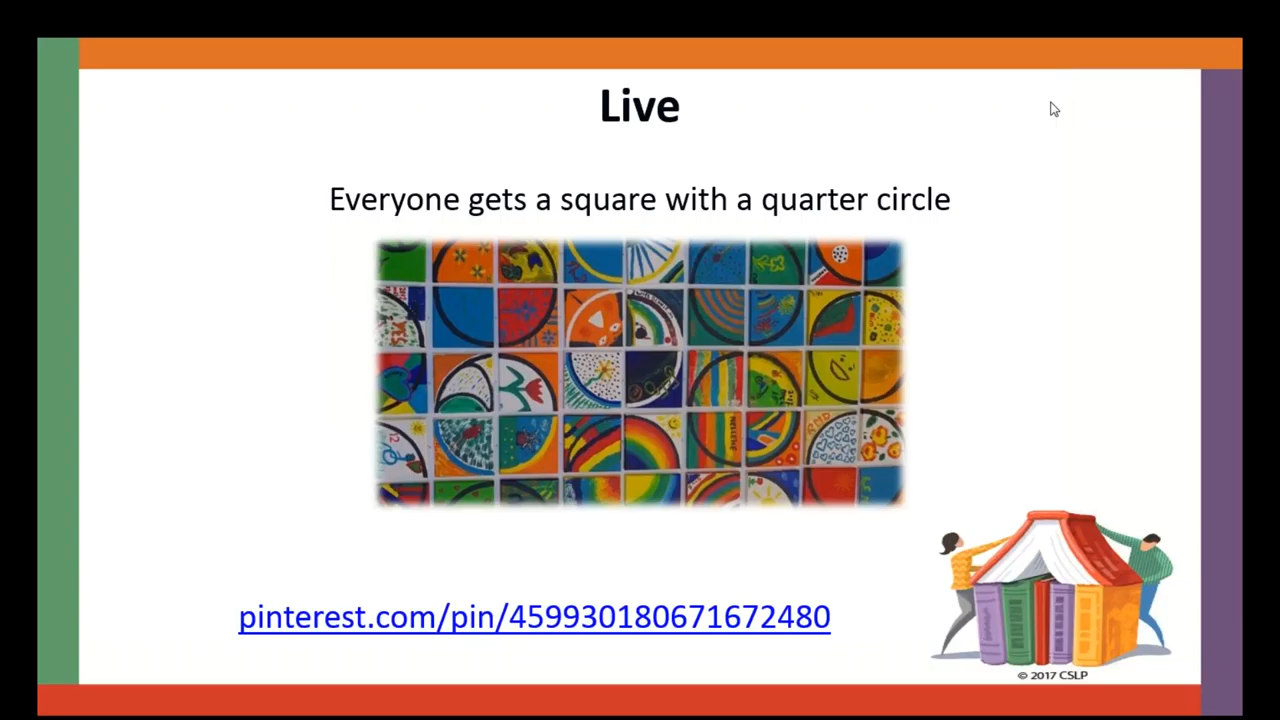 Live
Everyone gets a square with a quarter circle
pinterest.com/pin/459930180671672480
© 2017 CSLP